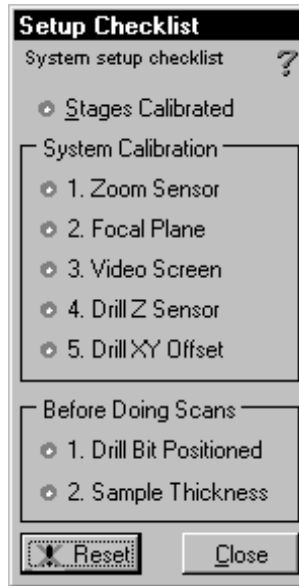 Setup Checklist
System setup checklist
?
Stages Calibrated
System Calibration
1. Zoom Sensor
2. Focal Plane
3. Video Screen
4. Drill Z Sensor
5. Drill XY Offset
Before Doing Scans
1. Drill Bit Positioned
2. Sample Thickness
Reset Close